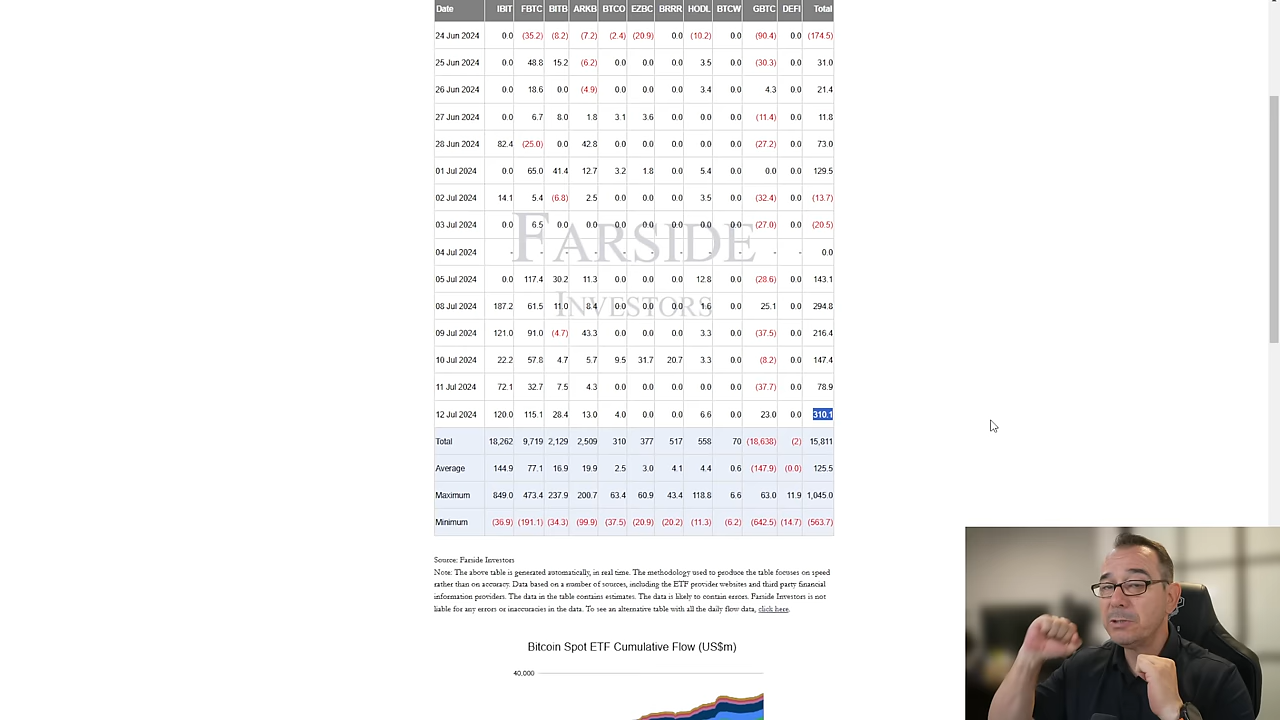 Date IBIT FBTC BITB ARKB BTCO EZBC BRRR HODL BTCW GBTC DEFI Total
24 Jun 2024 0.0 (35.2) (8.2) (7.2) (2.4) (20.9) 0.0 (10.2) 0.0 (90.4) 0.0 (174.5)
25 Jun 2024 0.0 48.8 15.2 (6.2) 0.0 0.0 0.0 3.5 0.0 (30.3) 0.0 31.0
26 Jun 2024 0.0 18.6 0.0 (4.9) 0.0 0.0 0.0 3.4 0.0 4.3 0.0 21.4
27 Jun 2024 0.0 6.7 8.0 1.8 3.1 3.6 0.0 0.0 0.0 (11.4) 0.0 11.8
28 Jun 2024 82.4 (25.0) 0.0 42.8 0.0 0.0 0.0 0.0 0.0 (27.2) 0.0 73.0
01 Jul 2024 0.0 65.0 41.4 12.7 3.2 1.8 0.0 5.4 0.0 0.0 0.0 129.5
02 Jul 2024 14.1 5.4 (6.8) 2.5 0.0 0.0 0.0 3.5 0.0 (32.4) 0.0 (13.7)
03 Jul 2024 0.0 6.5 0.0 0.0 0.0 0.0 0.0 0.0 0.0 (27.0) 0.0 (20.5)
FARSIDE
04 Jul 2024 - - - - - - - - - - - 0.0
05 Jul 2024 0.0 117.4 30.2 11.3 0.0 0.0 0.0 12.8 0.0 (28.6) 0.0 143.1
08 Jul 2024 187.2 61.5 11.0 8.4 0.0 0.0 0.0 1.6 0.0 25.1 0.0 294.8
INVESTORS
09 Jul 2024 121.0 91.0 (4.7) 43.3 0.0 0.0 0.0 3.3 0.0 (37.5) 0.0 216.4
10 Jul 2024 22.2 57.8 4.7 5.7 9.5 31.7 20.7 3.3 0.0 (8.2) 0.0 147.4
11 Jul 2024 72.1 32.7 7.5 4.3 0.0 0.0 0.0 0.0 0.0 (37.7) 0.0 78.9
12 Jul 2024 120.0 115.1 28.4 13.0 4.0 0.0 0.0 6.6 0.0 23.0 0.0 310.1
Total 18,262 9,719 2,129 2,509 310 377 517 558 70 (18,638) (2) 15,811
Average 144.9 77.1 16.9 19.9 2.5 3.0 4.1 4.4 0.6 (147.9) (0.0) 125.5
Maximum 849.0 473.4 237.9 200.7 63.4 60.9 43.4 118.8 6.6 63.0 11.9 1,045.0
Minimum (36.9) (191.1) (34.3) (99.9) (37.5) (20.9) (20.2) (11.3) (6.2) (642.5) (14.7) (563.7)
Source: Farside Investors
Note: The above table is generated automatically, in real time. The methodology used to produce the table focuses on speed
rather than on accuracy. Data based on a number of sources, including the ETF provider websites and third party financial
information providers. The data in the table contains estimates. The data is likely to contain errors. Farside Investors is not
liable for any errors or inaccuracies in the data. To see an alternative table with all the daily flow data, click here.
Bitcoin Spot ETF Cumulative Flow (US$m)
40,000